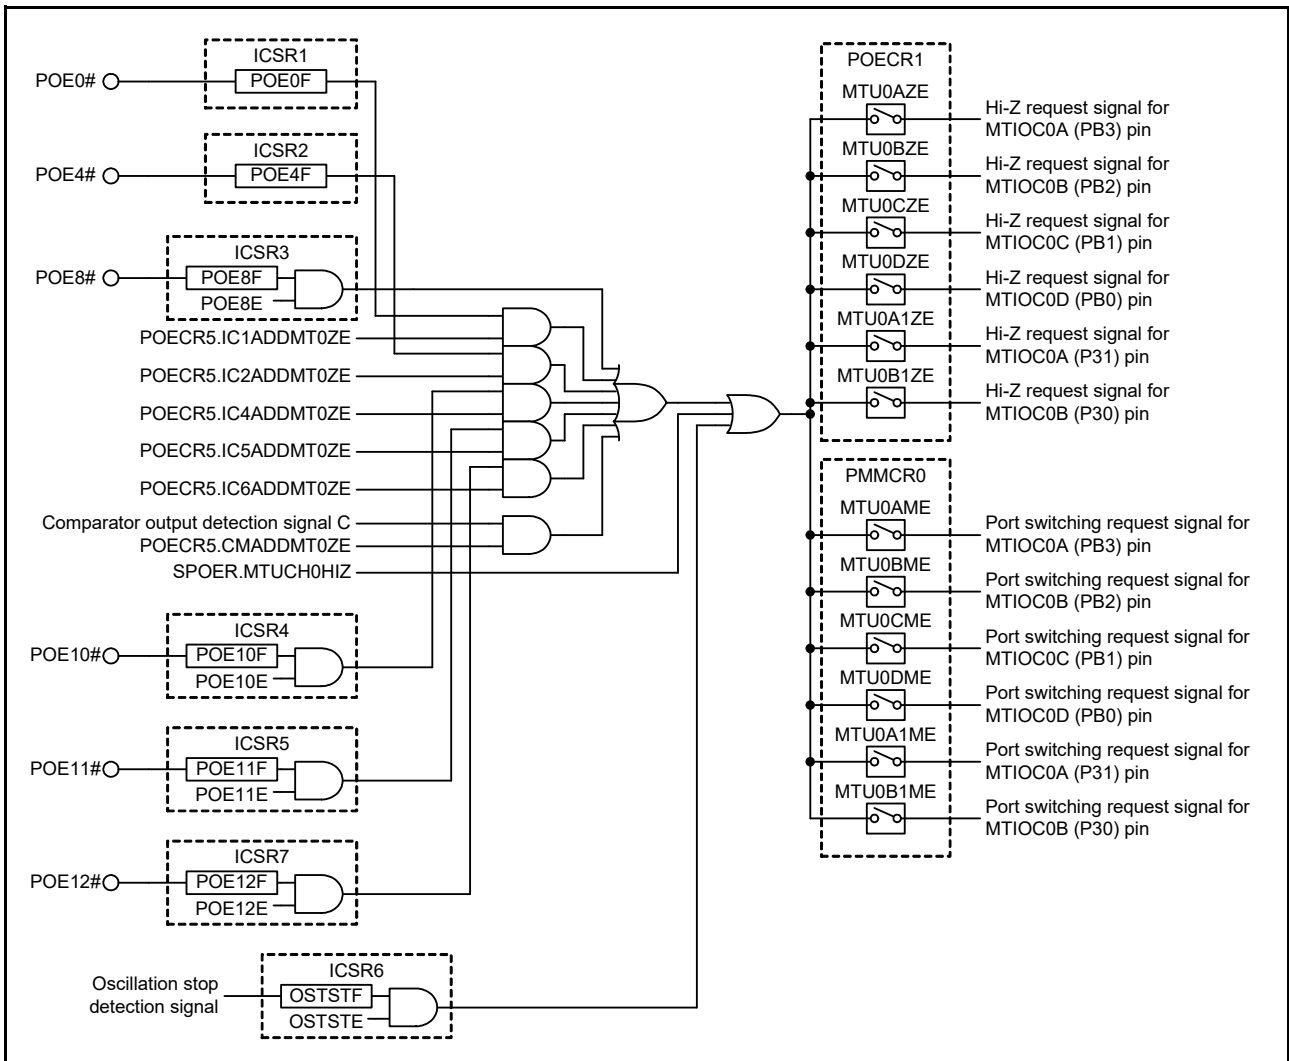 ICSR1
POE0#
POE0F
ICSR2
POE4#
POE4F
ICSR3
POE8#
POE8F
POE8E
POECR5.IC1ADDMT0ZE
POECR5.IC2ADDMT0ZE
POECR5.IC4ADDMT0ZE
POECR5.IC5ADDMT0ZE
POECR5.IC6ADDMT0ZE
Comparator output detection signal C
POECR5.CMADDMT0ZE
SPOER.MTUCH0HIZ
ICSR4
POE10#
POE10F
POE10E
ICSR5
POE11#
POE11F
POE11E
ICSR7
POE12#
POE12F
POE12E
ICSR6
Oscillation stop
detection signal
OSTSTF
OSTSTE
POECR1
MTU0AZE
Hi-Z request signal for
MTIOC0A (PB3) pin
MTU0BZE
Hi-Z request signal for
MTIOC0B (PB2) pin
MTU0CZE
Hi-Z request signal for
MTIOC0C (PB1) pin
MTU0DZE
Hi-Z request signal for
MTIOC0D (PB0) pin
MTU0A1ZE
Hi-Z request signal for
MTIOC0A (P31) pin
MTU0B1ZE
Hi-Z request signal for
MTIOC0B (P30) pin
PMMCR0
MTU0AME
Port switching request signal for
MTIOC0A (PB3) pin
MTU0BME
Port switching request signal for
MTIOC0B (PB2) pin
MTU0CME
Port switching request signal for
MTIOC0C (PB1) pin
MTU0DME
Port switching request signal for
MTIOC0D (PB0) pin
MTU0A1ME
Port switching request signal for
MTIOC0A (P31) pin
MTU0B1ME
Port switching request signal for
MTIOC0B (P30) pin